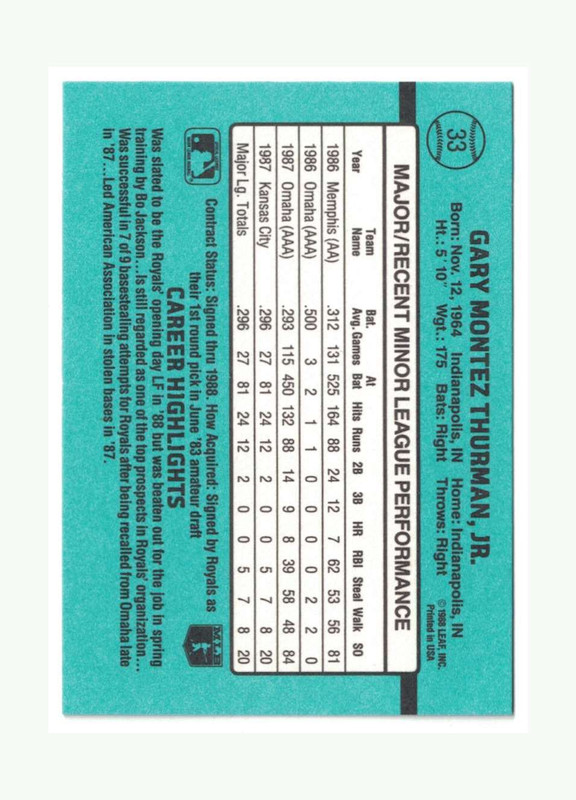 33
GARY MONTEZ THURMAN, JR.
Born: Nov. 12, 1964 Indianapolis, IN Home: Indianapolis, IN
Ht.: 5' 10" Wgt.: 175 Bats: Right Throws: Right
© 1988 LEAF, INC.
Printed in USA
MAJOR/RECENT MINOR LEAGUE PERFORMANCE
Year Team Name Bat. Avg. Games At Bat Hits Runs 2B 3B HR RBI Steal Walk SO
1986 Memphis (AA) .312 131 525 164 88 24 12 7 62 53 56 81
1986 Omaha (AAA) .500 3 2 1 1 0 0 0 0 2 2 0
1987 Omaha (AAA) .293 115 450 132 88 14 9 8 39 58 48 84
1987 Kansas City .296 27 81 24 12 2 0 0 5 7 8 20
Major Lg. Totals .296 27 81 24 12 2 0 0 5 7 8 20
Contract Status: Signed thru 1988. How Acquired: Signed by Royals as
their 1st round pick in June '83 amateur draft
CAREER HIGHLIGHTS
Was slated to be the Royals' opening day LF in '88 but was beaten out for the job in spring
training by Bo Jackson...Is still regarded as one of the top prospects in Royals' organization...
Was successful in 7 of 9 basestealing attempts for Royals after being recalled from Omaha late
in '87...Led American Association in stolen bases in '87.